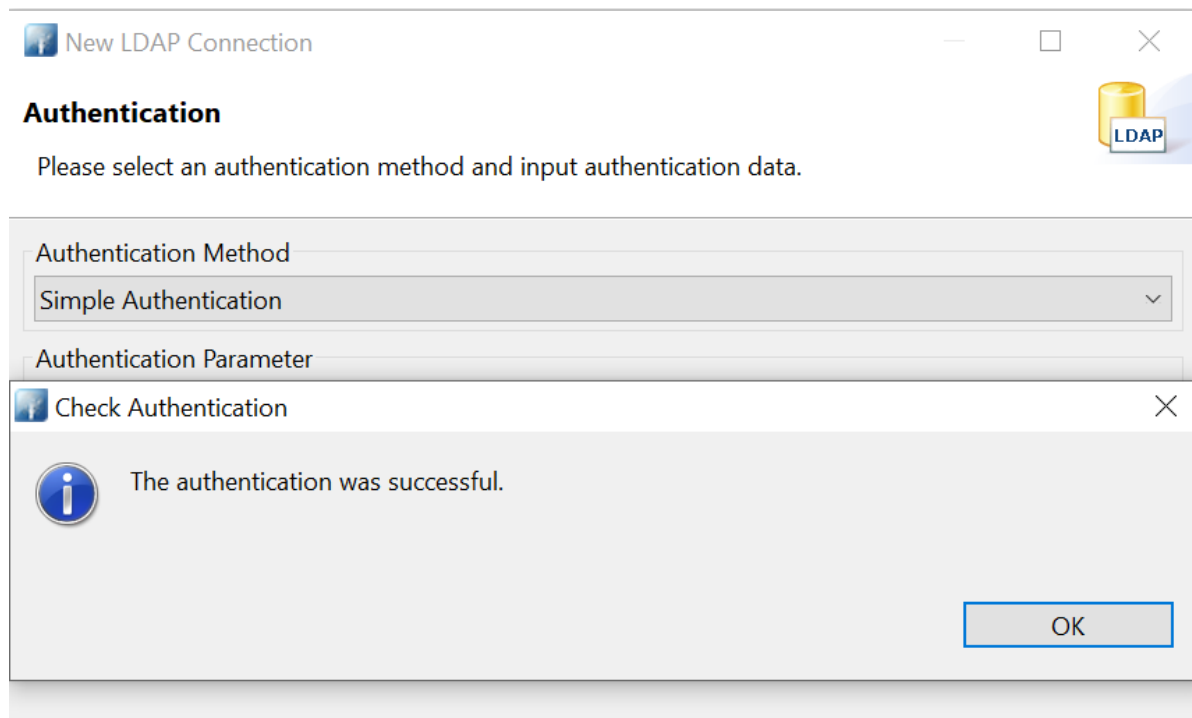 New LDAP Connection
Authentication
LDAP
Please select an authentication method and input authentication data.
Authentication Method
Simple Authentication
Authentication Parameter
Check Authentication
The authentication was successful.
OK